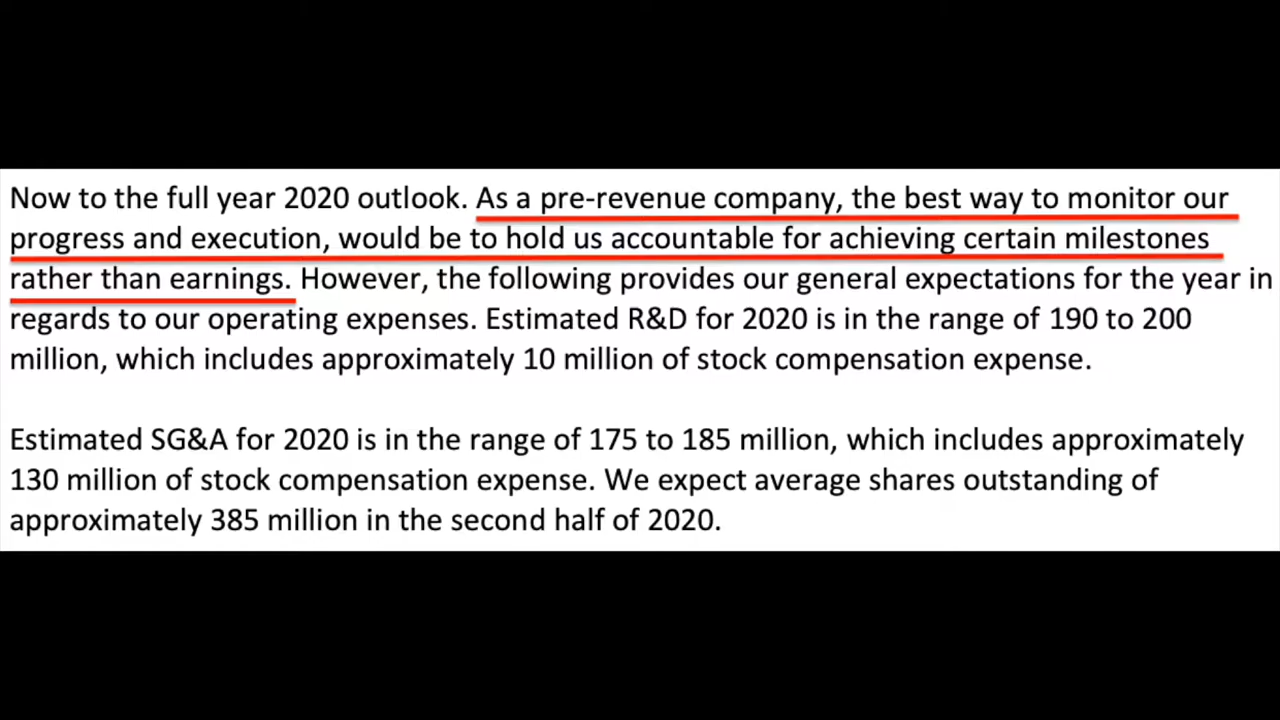 Now to the full year 2020 outlook. As a pre-revenue company, the best way to monitor our
progress and execution, would be to hold us accountable for achieving certain milestones
rather than earnings. However, the following provides our general expectations for the year in
regards to our operating expenses. Estimated R&D for 2020 is in the range of 190 to 200
million, which includes approximately 10 million of stock compensation expense.
Estimated SG&A for 2020 is in the range of 175 to 185 million, which includes approximately
130 million of stock compensation expense. We expect average shares outstanding of
approximately 385 million in the second half of 2020.